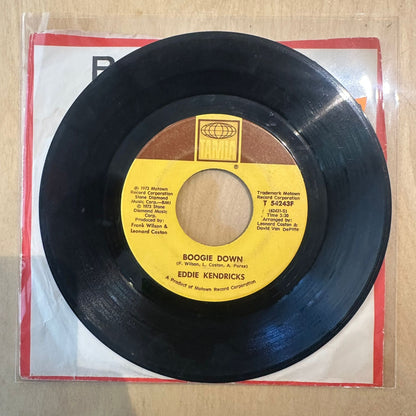 TAMLA
℗ 1973 Motown
Record Corporation
Stone Diamond
Music Corp.-BMI
© 1973 Stone
Diamond Music
Corp.
Produced by:
Frank Wilson &
Leonard Caston
Trademark Motown
Record Corporation
T 54243F
Time 3:30
Arranged by:
Leonard Caston &
David Van DePitte
BOOGIE DOWN
(F. Wilson, L. Caston, A. Poree)
EDDIE KENDRICKS
A Product of Motown Record Corporation